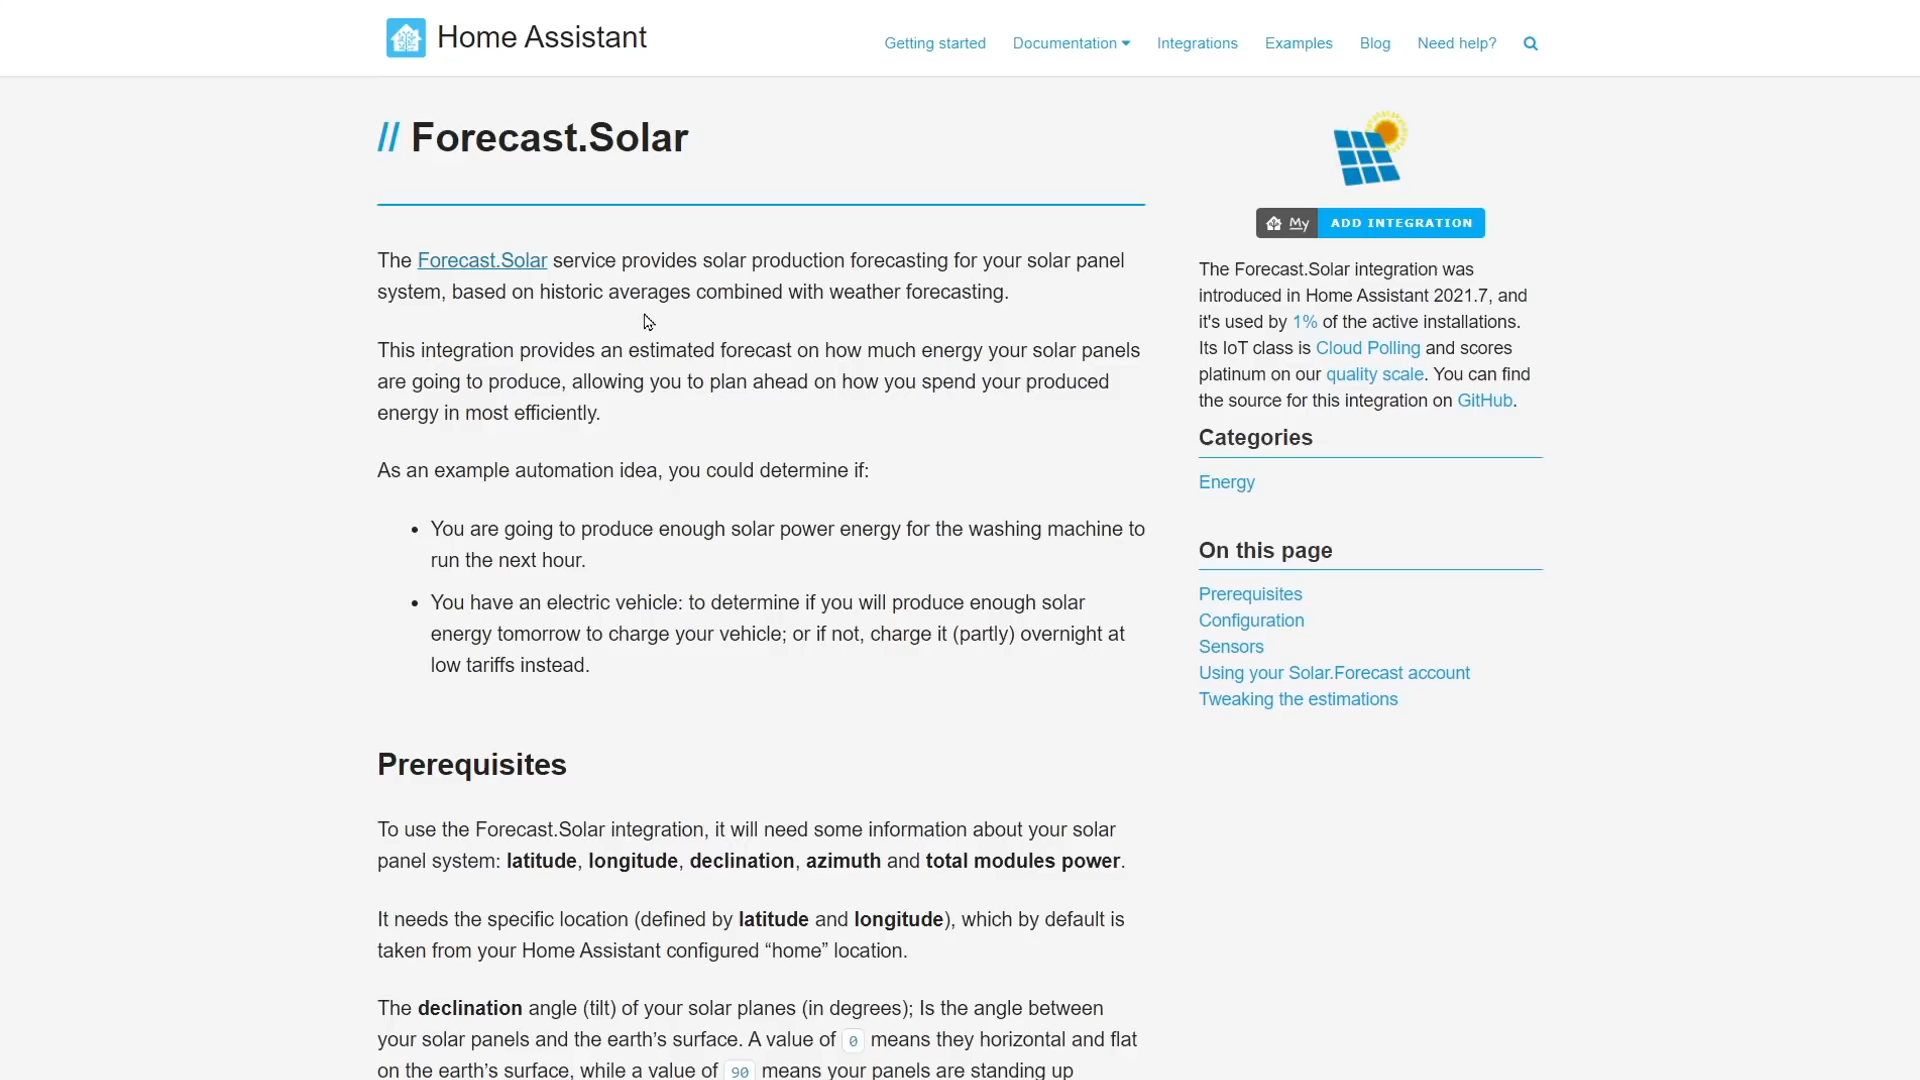 Home Assistant
Getting started
Documentation
Integrations
Examples
Blog
Need help?
// Forecast.Solar
The Forecast.Solar service provides solar production forecasting for your solar panel
system, based on historic averages combined with weather forecasting.
This integration provides an estimated forecast on how much energy your solar panels
are going to produce, allowing you to plan ahead on how you spend your produced
energy in most efficiently.
As an example automation idea, you could determine if:
• You are going to produce enough solar power energy for the washing machine to
run the next hour.
• You have an electric vehicle: to determine if you will produce enough solar
energy tomorrow to charge your vehicle; or if not, charge it (partly) overnight at
low tariffs instead.
Prerequisites
To use the Forecast.Solar integration, it will need some information about your solar
panel system: latitude, longitude, declination, azimuth and total modules power.
It needs the specific location (defined by latitude and longitude), which by default is
taken from your Home Assistant configured “home” location.
The declination angle (tilt) of your solar planes (in degrees); Is the angle between
your solar panels and the earth’s surface. A value of 0 means they horizontal and flat
on the earth’s surface, while a value of 90 means your panels are standing up
My ADD INTEGRATION
The Forecast.Solar integration was
introduced in Home Assistant 2021.7, and
it's used by 1% of the active installations.
Its IoT class is Cloud Polling and scores
platinum on our quality scale. You can find
the source for this integration on GitHub.
Categories
Energy
On this page
Prerequisites
Configuration
Sensors
Using your Solar.Forecast account
Tweaking the estimations